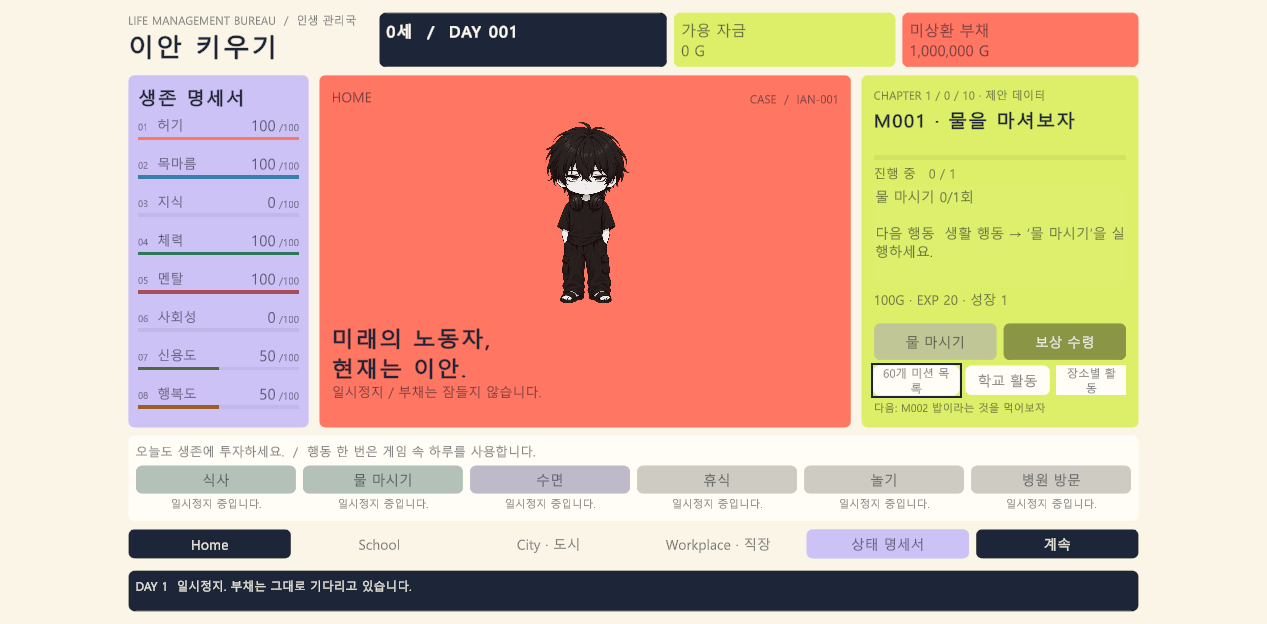 LIFE MANAGEMENT BUREAU / 인생 관리국
이안 키우기
0세 / DAY 001
가용 자금
0 G
미상환 부채
1,000,000 G
생존 명세서
01 허기 100 /100
02 목마름 100 /100
03 지식 0 /100
04 체력 100 /100
05 멘탈 100 /100
06 사회성 0 /100
07 신용도 50 /100
08 행복도 50 /100
HOME
CASE / IAN-001
미래의 노동자,
현재는 이안.
일시정지 / 부채는 잠들지 않습니다.
CHAPTER 1 / 0 / 10 · 제안 데이터
M001 · 물을 마셔보자
진행 중 0 / 1
물 마시기 0/1회
다음 행동 생활 행동 → ‘물 마시기’을 실
행하세요.
100G · EXP 20 · 성장 1
물 마시기
보상 수령
60개 미션 목
록
학교 활동
장소별 활
동
다음: M002 밥이라는 것을 먹어보자
오늘도 생존에 투자하세요. / 행동 한 번은 게임 속 하루를 사용합니다.
식사
물 마시기
수면
휴식
놀기
병원 방문
일시정지 중입니다.
일시정지 중입니다.
일시정지 중입니다.
일시정지 중입니다.
일시정지 중입니다.
일시정지 중입니다.
Home
School
City · 도시
Workplace · 직장
상태 명세서
계속
DAY 1 일시정지. 부채는 그대로 기다리고 있습니다.